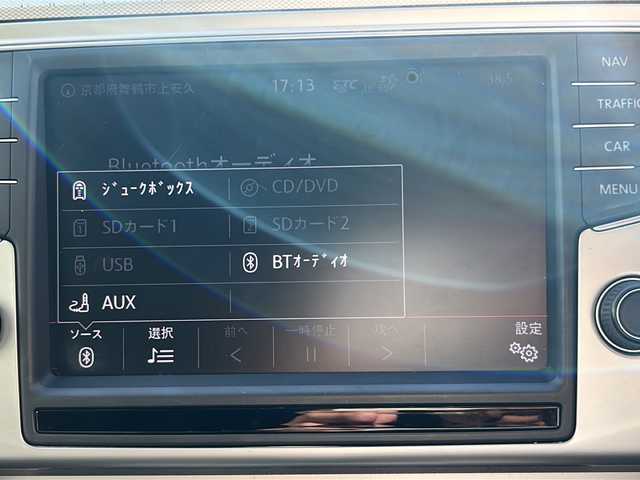 京都府舞鶴市上安久 17:13 38.5
Bluetoothオーディオ
ｼﾞｭｰｸﾎﾞｯｸｽ CD/DVD
SDカード1 SDカード2
USB BTｵｰﾃﾞｨｵ
AUX
ソース 選択 前へ 一時停止 次へ 設定
NAV
TRAFFIC
CAR
MENU